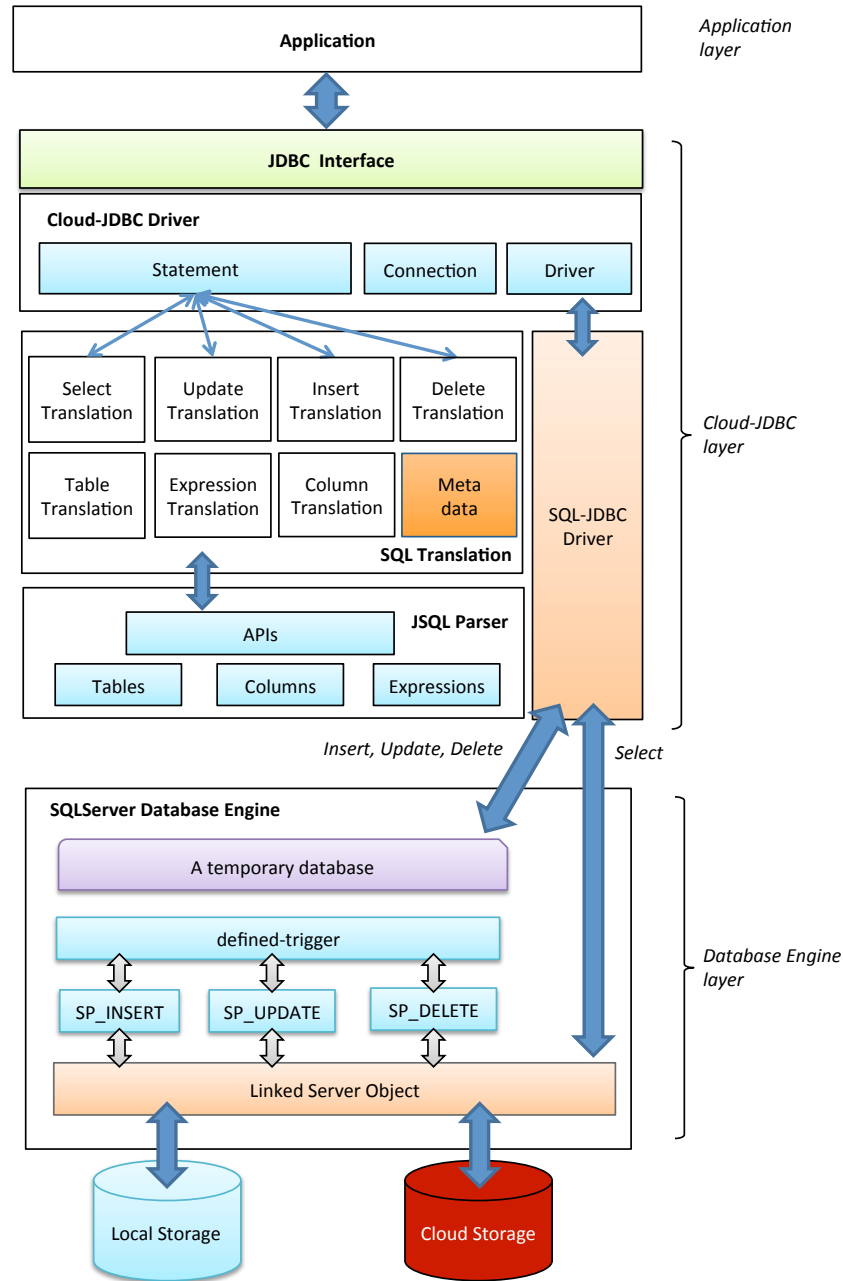 Application
Application
layer
JDBC Interface
Cloud-JDBC Driver
Statement
Connection
Driver
Select
Translation
Update
Translation
Insert
Translation
Delete
Translation
Table
Translation
Expression
Translation
Column
Translation
Meta
data
SQL Translation
SQL-JDBC
Driver
Cloud-JDBC
layer
JSQL Parser
APIs
Tables
Columns
Expressions
Insert, Update, Delete
Select
SQLServer Database Engine
A temporary database
defined-trigger
SP_INSERT
SP_UPDATE
SP_DELETE
Linked Server Object
Database Engine
layer
Local Storage
Cloud Storage